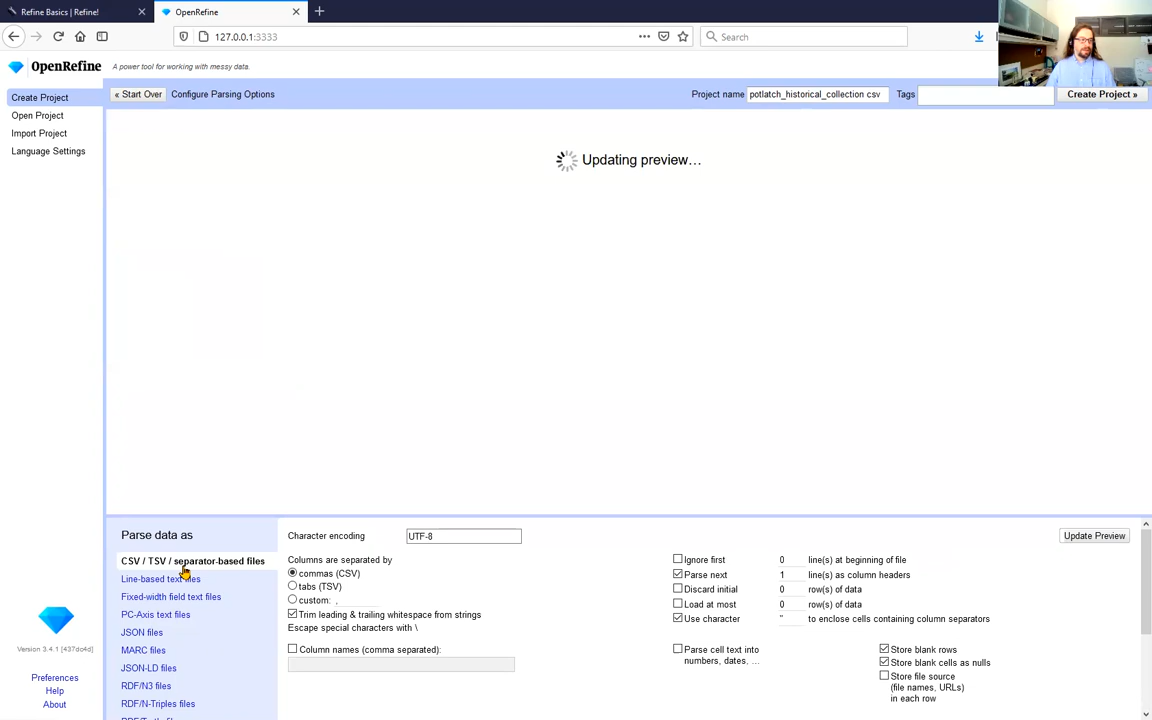 Refine Basics | Refine!
OpenRefine
127.0.0.1:3333
Search
OpenRefine
A power tool for working with messy data.
Create Project
Open Project
Import Project
Language Settings
« Start Over
Configure Parsing Options
Project name
potlatch_historical_collection csv
Tags
Create Project »
Updating preview…
Parse data as
CSV / TSV / separator-based files
Line-based text files
Fixed-width field text files
PC-Axis text files
JSON files
MARC files
JSON-LD files
RDF/N3 files
RDF/N-Triples files
Character encoding
UTF-8
Update Preview
Columns are separated by
commas (CSV)
tabs (TSV)
custom: ,
Trim leading & trailing whitespace from strings
Escape special characters with \
Column names (comma separated):
Ignore first 0 line(s) at beginning of file
Parse next 1 line(s) as column headers
Discard initial 0 row(s) of data
Load at most 0 row(s) of data
Use character " to enclose cells containing column separators
Parse cell text into
numbers, dates, ...
Store blank rows
Store blank cells as nulls
Store file source
(file names, URLs)
in each row
Version 3.4.1 [437dc4d]
Preferences
Help
About